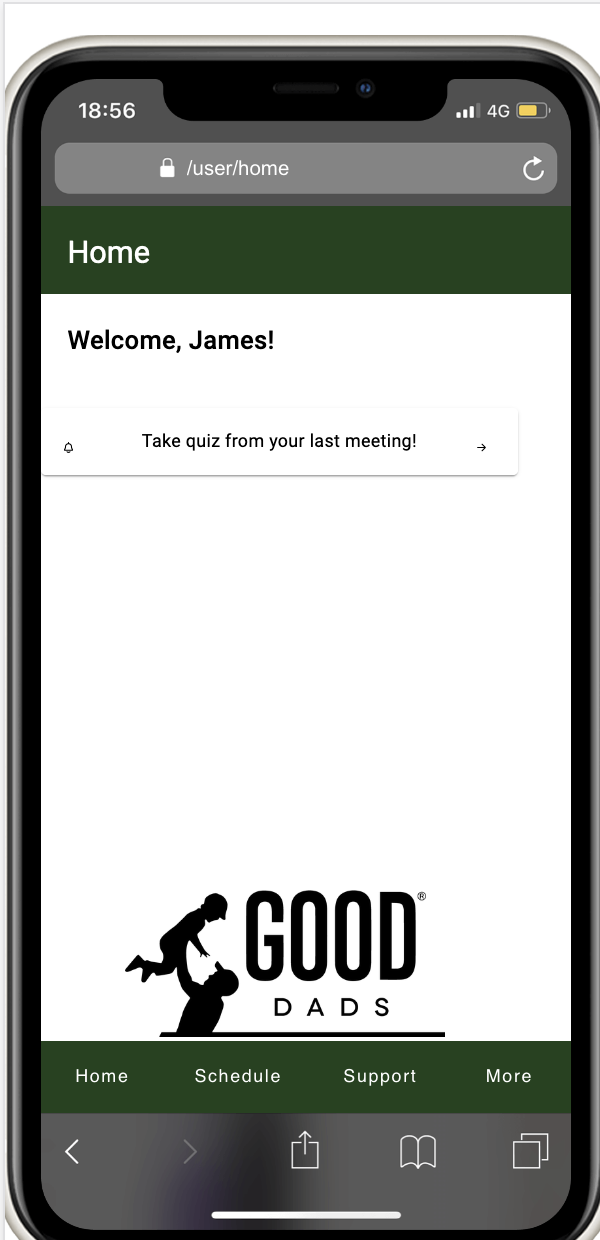 18:56 4G
/user/home
Home
Welcome, James!
Take quiz from your last meeting!
GOOD®
DADS
Home Schedule Support More